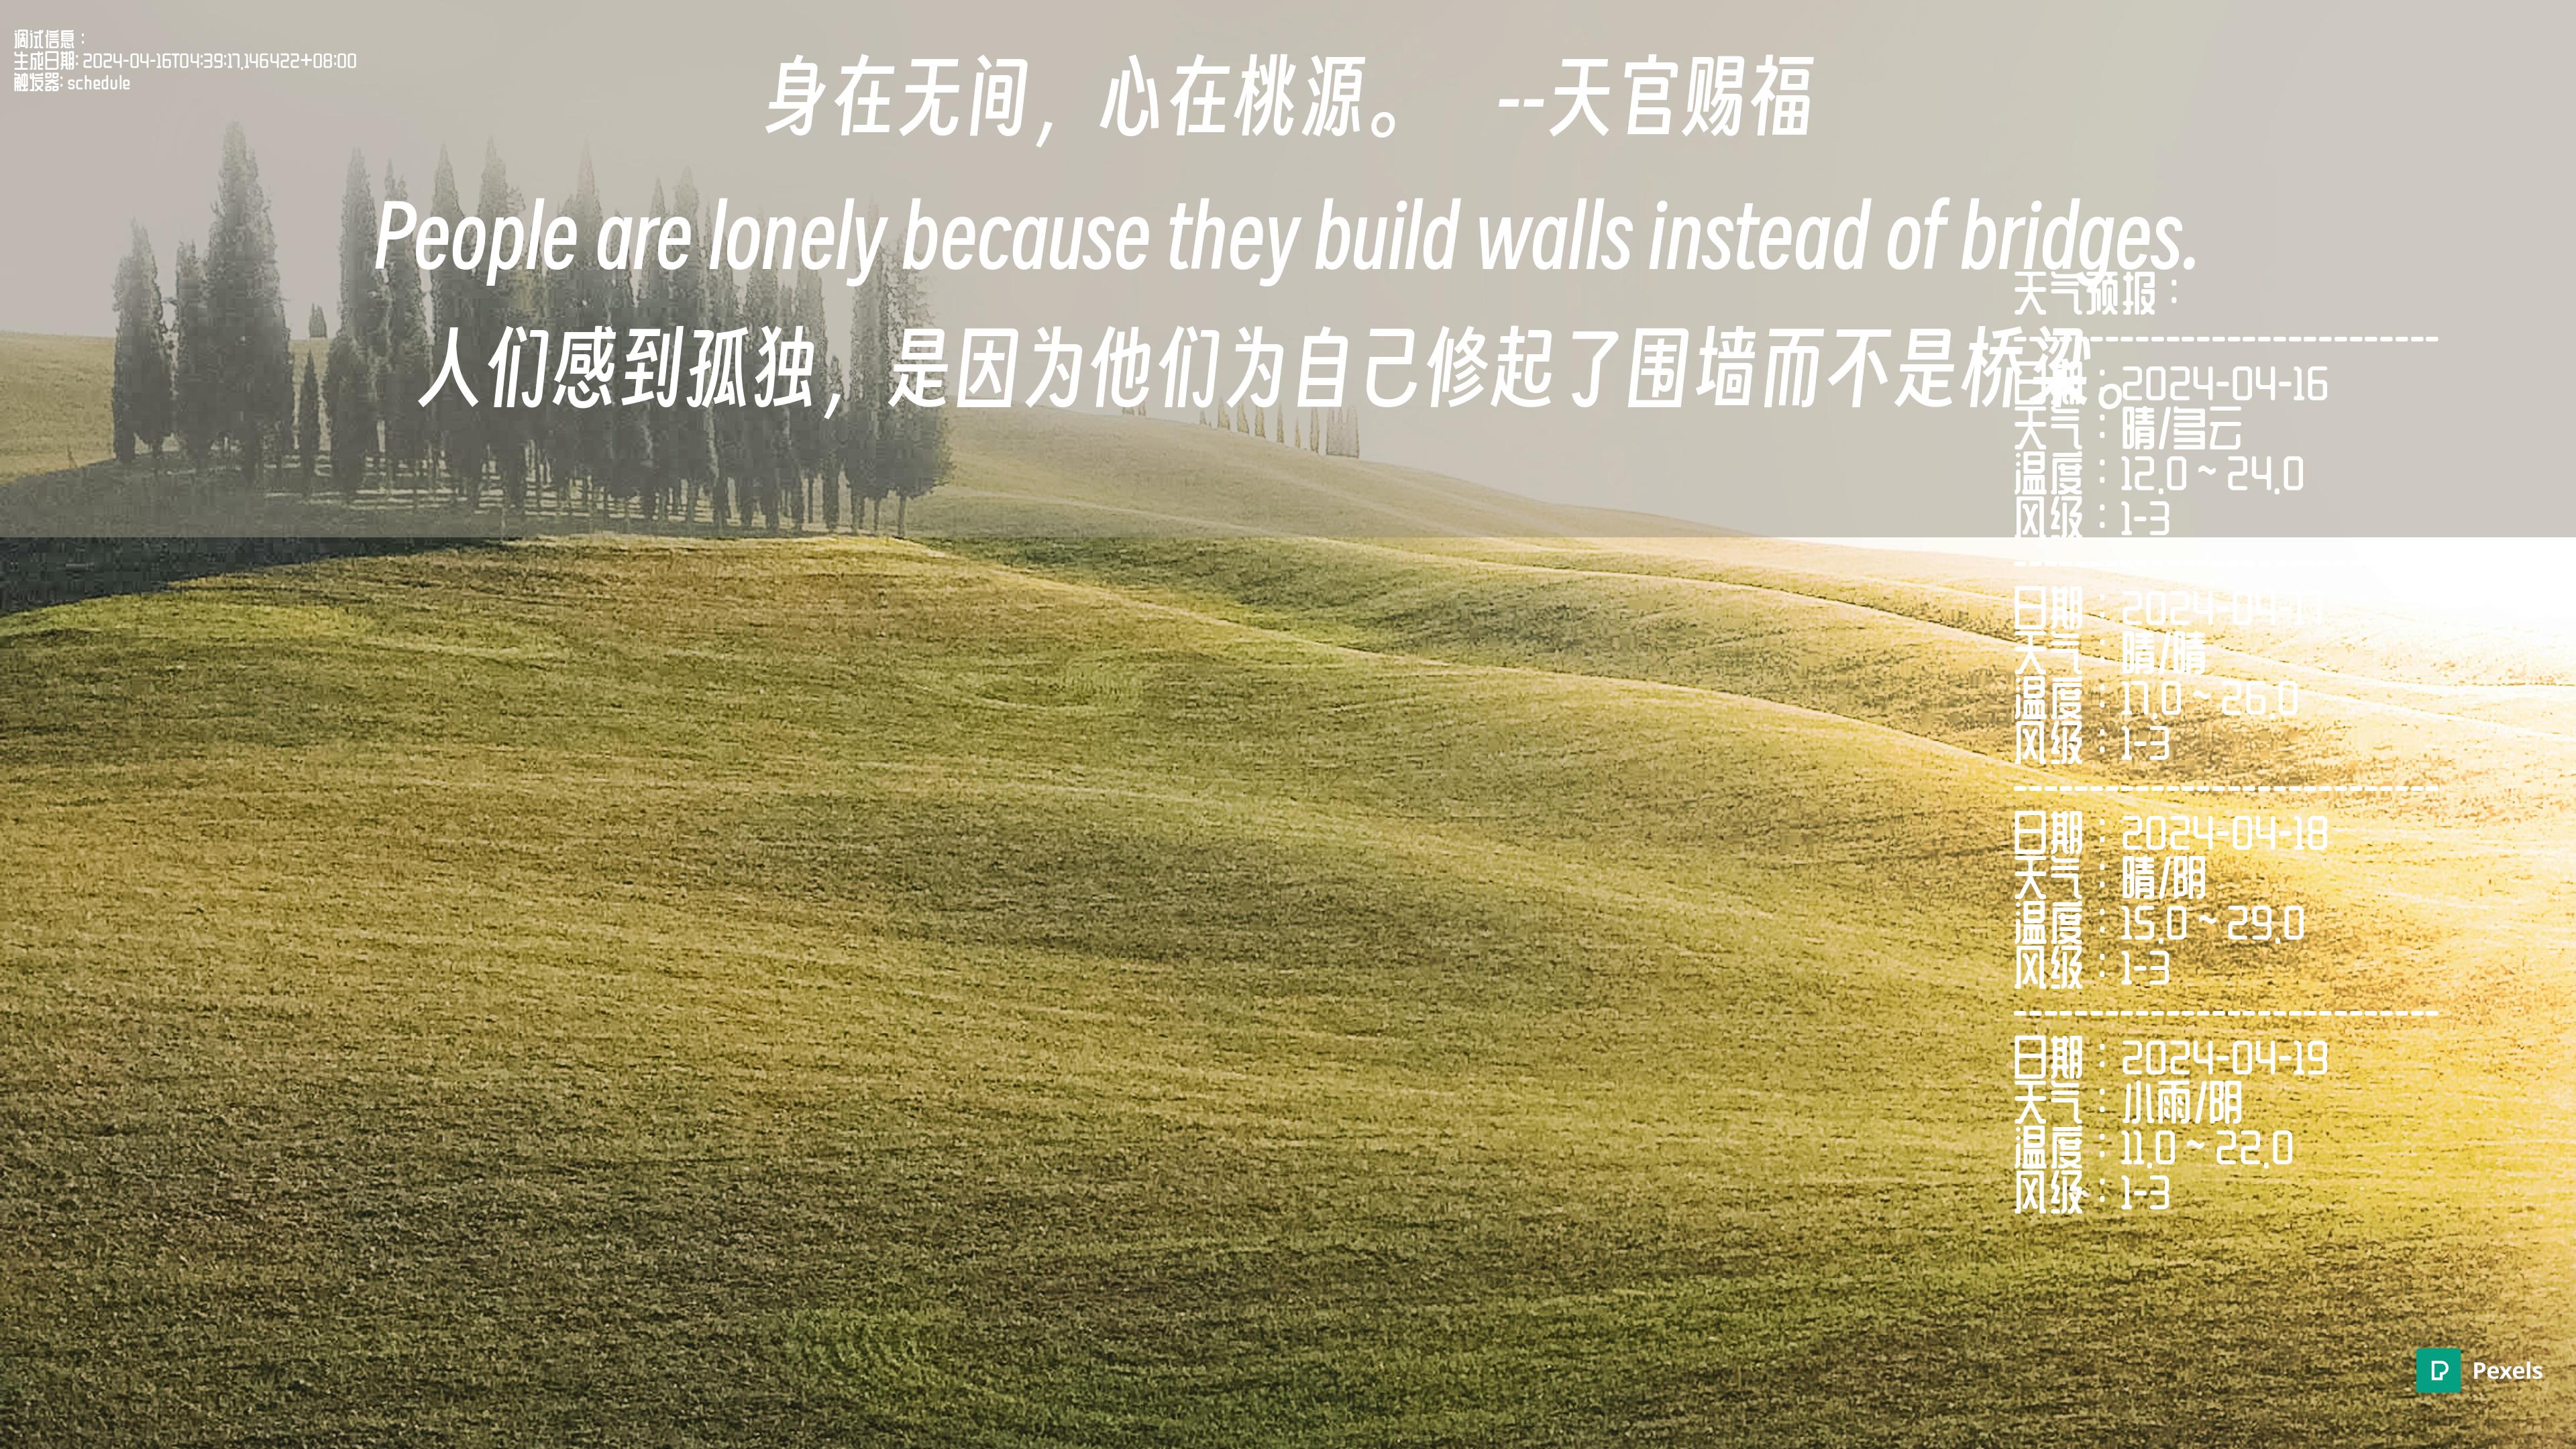 调试信息：
生成日期: 2024-04-16T04:39:17.146422+08:00
触发器: schedule
身在无间，心在桃源。 --天官赐福
People are lonely because they build walls instead of bridges.
人们感到孤独，是因为他们为自己修起了围墙而不是桥梁。
天气预报：
----------------------------
日期：2024-04-16
天气：晴/多云
温度：12.0 ~ 24.0
风级：1-3
----------------------------
日期：2024-04-17
天气：晴/晴
温度：17.0 ~ 26.0
风级：1-3
----------------------------
日期：2024-04-18
天气：晴/阴
温度：15.0 ~ 29.0
风级：1-3
----------------------------
日期：2024-04-19
天气：小雨/阴
温度：11.0 ~ 22.0
风级：1-3
Pexels